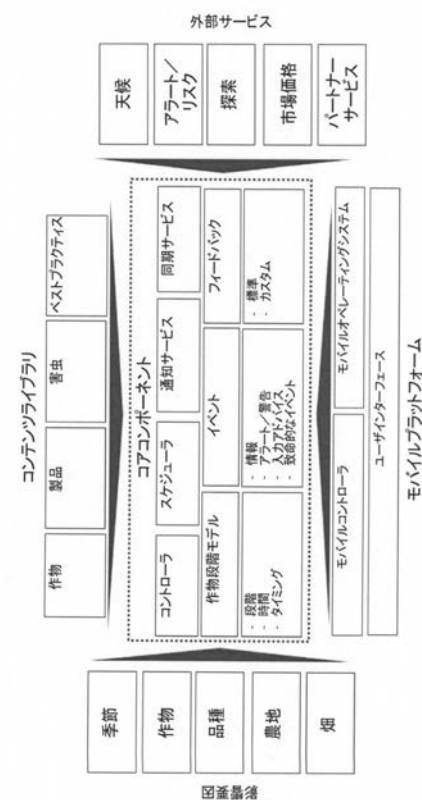 コンテンツライブラリ
作物
製品
害虫
ベストプラクティス
影響要因
季節
作物
品種
農地
畑
コアコンポーネント
コントローラ
スケジューラ
通知サービス
同期サービス
作物段階モデル
イベント
フィードバック
- 段階
- 時間
- タイミング
- 情報
- アラート／警告
- 入力アドバイス
- 致命的なイベント
- 標準
- カスタム
外部サービス
天候
アラート／
リスク
探索
市場価格
パートナー
サービス
モバイルコントローラ
モバイルオペレーティングシステム
ユーザインターフェース
モバイルプラットフォーム